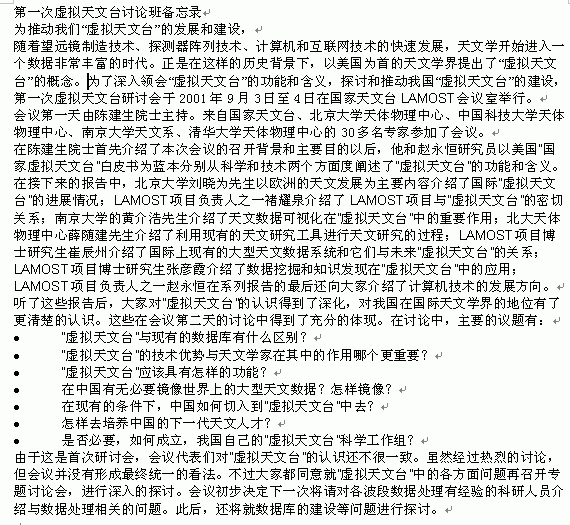 第一次虚拟天文台讨论班备忘录
为推动我们“虚拟天文台”的发展和建设，
随着望远镜制造技术、探测器阵列技术、计算机和互联网技术的快速发展，天文学开始进入一
个数据非常丰富的时代。正是在这样的历史背景下，以美国为首的天文学界提出了“虚拟天文
台”的概念。为了深入领会“虚拟天文台”的功能和含义，探讨和推动我国“虚拟天文台”的建设，
第一次虚拟天文台研讨会于 2001 年 9 月 3日至 4日在国家天文台 LAMOST会议室举行。
会议第一天由陈建生院士主持。来自国家天文台、北京大学天体物理中心、中国科技大学天体
物理中心、南京大学天文系、清华大学天体物理中心的 30多名专家参加了会议。
在陈建生院士首先介绍了本次会议的召开背景和主要目的以后，他和赵永恒研究员以美国"国
家虚拟天文台"白皮书为蓝本分别从科学和技术两个方面度阐述了"虚拟天文台"的功能和含义。
在接下来的报告中，北京大学刘晓为先生以欧洲的天文发展为主要内容介绍了国际"虚拟天文
台"的进展情况；LAMOST项目负责人之一褚耀泉介绍了 LAMOST项目与"虚拟天文台"的密切
关系；南京大学的黄介浩先生介绍了天文数据可视化在"虚拟天文台"中的重要作用；北大天体
物理中心薛随建先生介绍了利用现有的天文研究工具进行天文研究的过程；LAMOST项目博
士研究生崔辰州介绍了国际上现有的大型天文数据系统和它们与未来"虚拟天文台"的关系；
LAMOST项目博士研究生张彦霞介绍了数据挖掘和知识发现在"虚拟天文台"中的应用；
LAMOST项目负责人之一赵永恒在系列报告的最后还向大家介绍了计算机技术的发展方向。
听了这些报告后，大家对"虚拟天文台"的认识得到了深化，对我国在国际天文学界的地位有了
更清楚的认识。这些在会议第二天的讨论中得到了充分的体现。在讨论中，主要的议题有：
● "虚拟天文台"与现有的数据库有什么区别？
● "虚拟天文台"的技术优势与天文学家在其中的作用哪个更重要？
● "虚拟天文台"应该具有怎样的功能？
● 在中国有无必要镜像世界上的大型天文数据？怎样镜像？
● 在现有的条件下，中国如何切入到"虚拟天文台"中去？
● 怎样去培养中国的下一代天文人才？
● 是否必要，如何成立，我国自己的"虚拟天文台"科学工作组？
由于这是首次研讨会，会议代表们对"虚拟天文台"的认识还不很一致。虽然经过热烈的讨论，
但会议并没有形成最终统一的看法。不过大家都同意就"虚拟天文台"中的各方面问题再召开专
题讨论会，进行深入的探讨。会议初步决定下一次将请对各波段数据处理有经验的科研人员介
绍与数据处理相关的问题。此后，还将就数据库的建设等问题进行探讨。